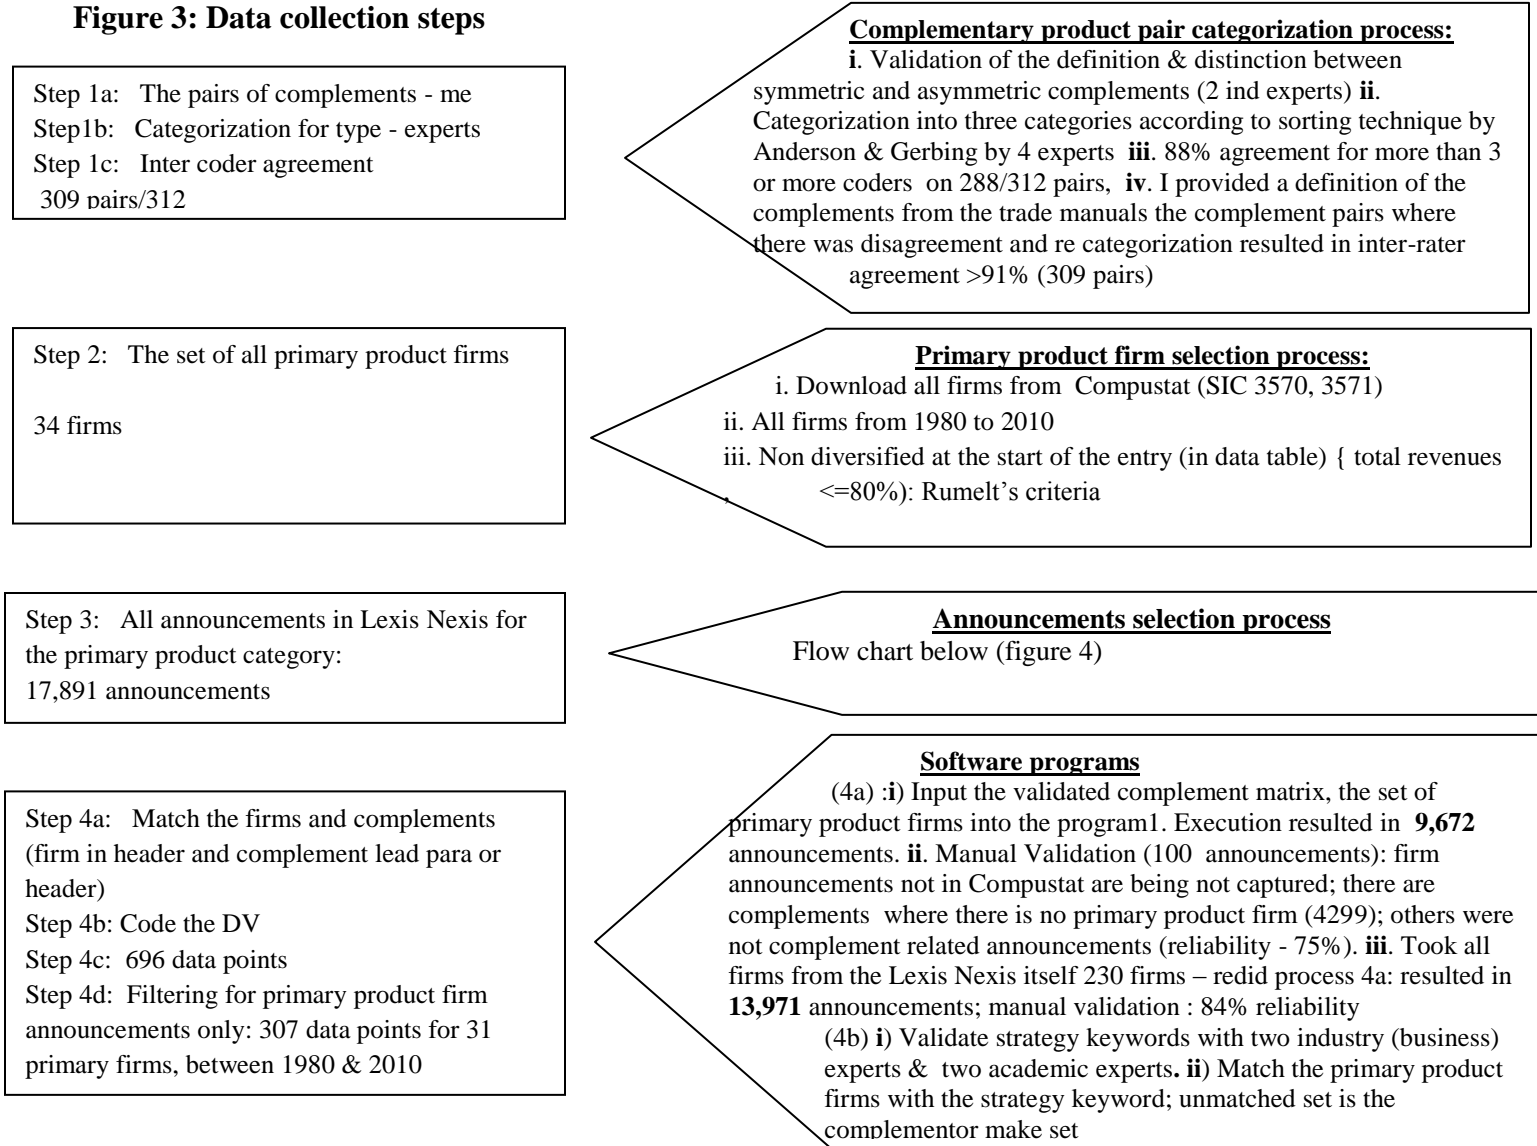 Figure 3: Data collection steps
Step 1a: The pairs of complements - me
Step1b: Categorization for type - experts
Step 1c: Inter coder agreement
309 pairs/312
Complementary product pair categorization process:
i. Validation of the definition & distinction between
symmetric and asymmetric complements (2 ind experts) ii.
Categorization into three categories according to sorting technique by
Anderson & Gerbing by 4 experts iii. 88% agreement for more than 3
or more coders on 288/312 pairs, iv. I provided a definition of the
complements from the trade manuals the complement pairs where
there was disagreement and re categorization resulted in inter-rater
agreement >91% (309 pairs)
Step 2: The set of all primary product firms
34 firms
Primary product firm selection process:
i. Download all firms from Compustat (SIC 3570, 3571)
ii. All firms from 1980 to 2010
iii. Non diversified at the start of the entry (in data table) { total revenues
, <=80%): Rumelt’s criteria
Step 3: All announcements in Lexis Nexis for
the primary product category:
17,891 announcements
Announcements selection process
Flow chart below (figure 4)
Step 4a: Match the firms and complements
(firm in header and complement lead para or
header)
Step 4b: Code the DV
Step 4c: 696 data points
Step 4d: Filtering for primary product firm
announcements only: 307 data points for 31
primary firms, between 1980 & 2010
Software programs
(4a) :i) Input the validated complement matrix, the set of
primary product firms into the program1. Execution resulted in 9,672
announcements. ii. Manual Validation (100 announcements): firm
announcements not in Compustat are being not captured; there are
complements where there is no primary product firm (4299); others were
not complement related announcements (reliability - 75%). iii. Took all
firms from the Lexis Nexis itself 230 firms – redid process 4a: resulted in
13,971 announcements; manual validation : 84% reliability
(4b) i) Validate strategy keywords with two industry (business)
experts & two academic experts. ii) Match the primary product
firms with the strategy keyword; unmatched set is the
complementor make set